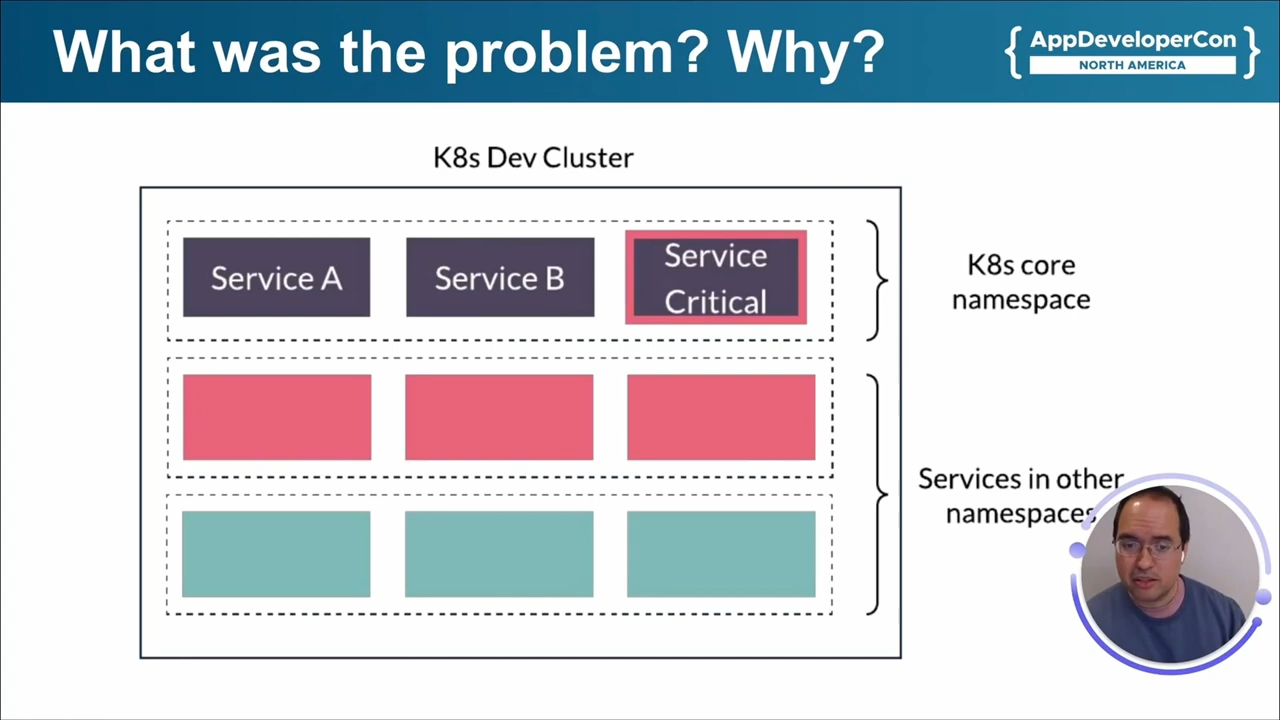 What was the problem? Why?
AppDeveloperCon
NORTH AMERICA
K8s Dev Cluster
Service A
Service B
Service
Critical
K8s core
namespace
Services in other
namespaces